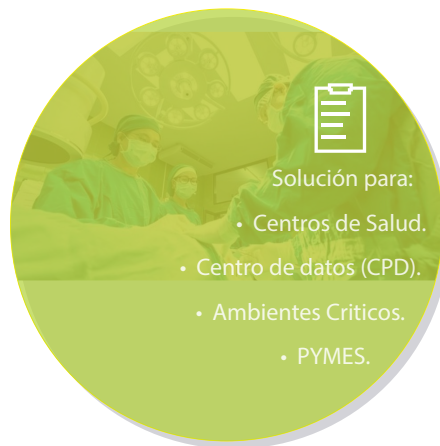 Solución para:
• Centros de Salud.
• Centro de datos (CPD).
• Ambientes Criticos.
• PYMES.